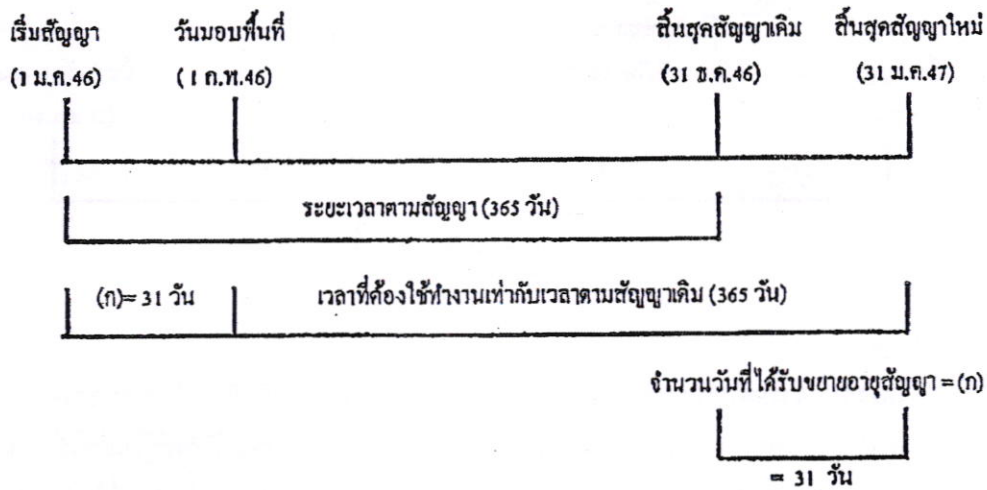 เริ่มสัญญา วันมอบพื้นที่ สิ้นสุดสัญญาเดิม สิ้นสุดสัญญาใหม่
(1 ม.ค.46) (1 ก.พ.46) (31 ธ.ค.46) (31 ม.ค.47)
ระยะเวลาตามสัญญา (365 วัน)
(ก)= 31 วัน เวลาที่ต้องใช้ทำงานเท่ากับเวลาตามสัญญาเดิม (365 วัน)
จำนวนวันที่ได้รับขยายอายุสัญญา = (ก)
= 31 วัน